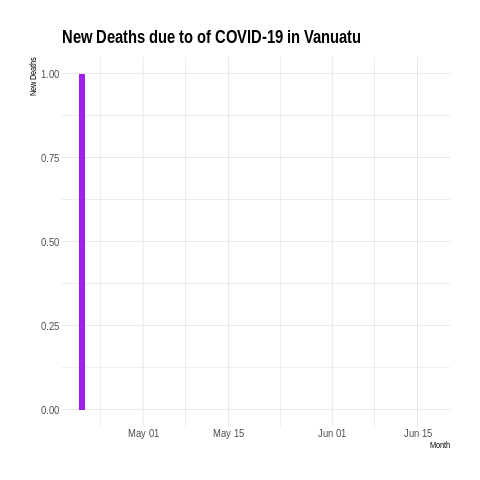 New Deaths due to of COVID-19 in Vanuatu
New Deaths
1.00
0.75
0.50
0.25
0.00
May 01 May 15 Jun 01 Jun 15
Month